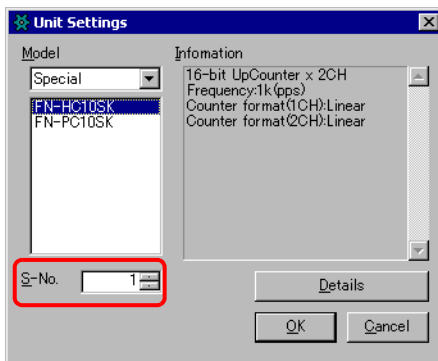 Unit Settings
Model
Special
FN-HC10SK
FN-PC10SK
Infomation
16-bit UpCounter x 2CH
Frequency:1k(pps)
Counter format(1CH):Linear
Counter format(2CH):Linear
S-No. 1
Details
OK
Cancel